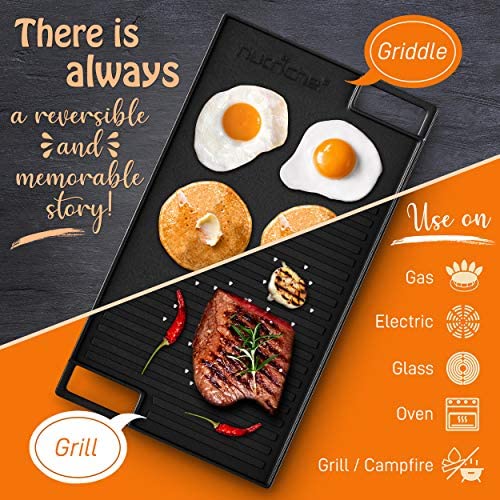 There is
always
a reversible
and
memorable
story!
nutrichef
Griddle
Use on
Gas
Electric
Glass
Oven
Grill / Campfire
Grill